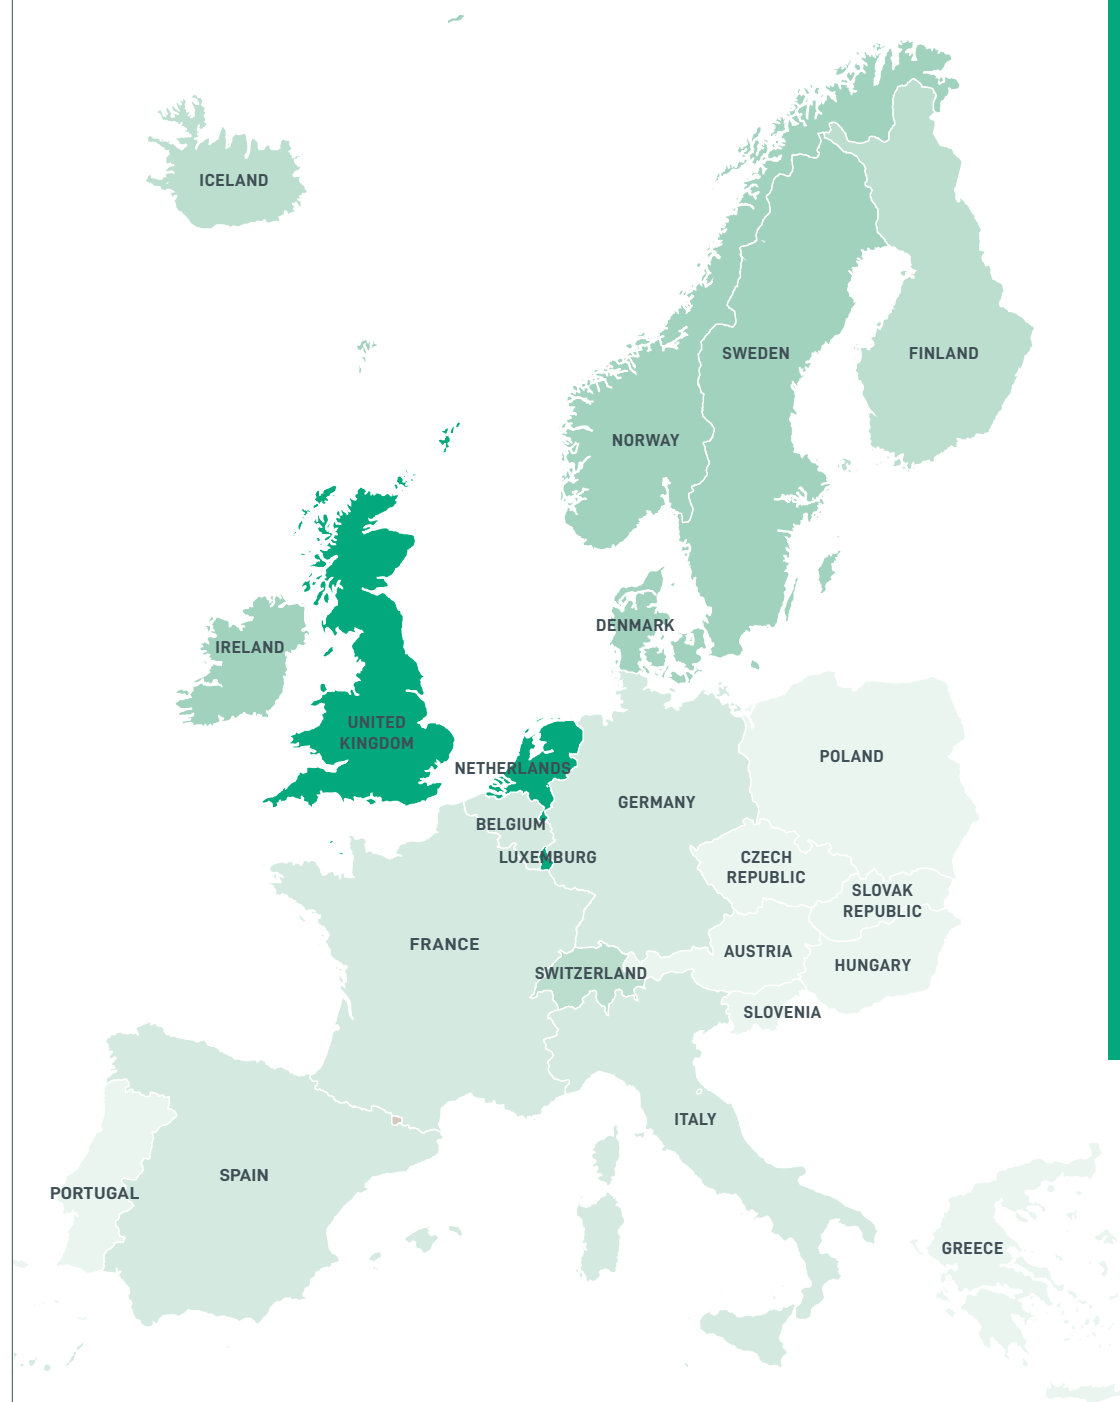 ICELAND
SWEDEN
FINLAND
NORWAY
DENMARK
IRELAND
UNITED
KINGDOM
NETHERLANDS
POLAND
GERMANY
BELGIUM
LUXEMBURG
CZECH
REPUBLIC
SLOVAK
REPUBLIC
FRANCE
AUSTRIA
HUNGARY
SWITZERLAND
SLOVENIA
ITALY
SPAIN
PORTUGAL
GREECE